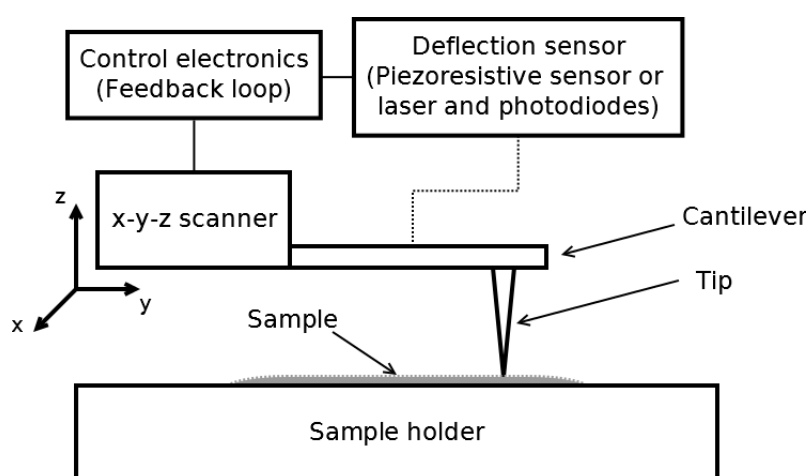 Control electronics
(Feedback loop)
Deflection sensor
(Piezoresistive sensor or
laser and photodiodes)
z
x-y-z scanner
Cantilever
y
Tip
x
Sample
Sample holder